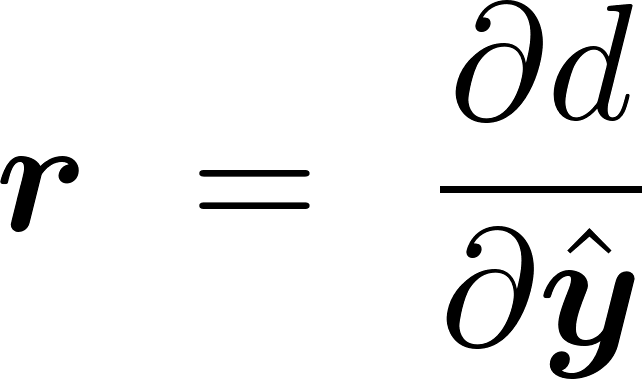 𝒓 = ∂d / ∂𝒚̂